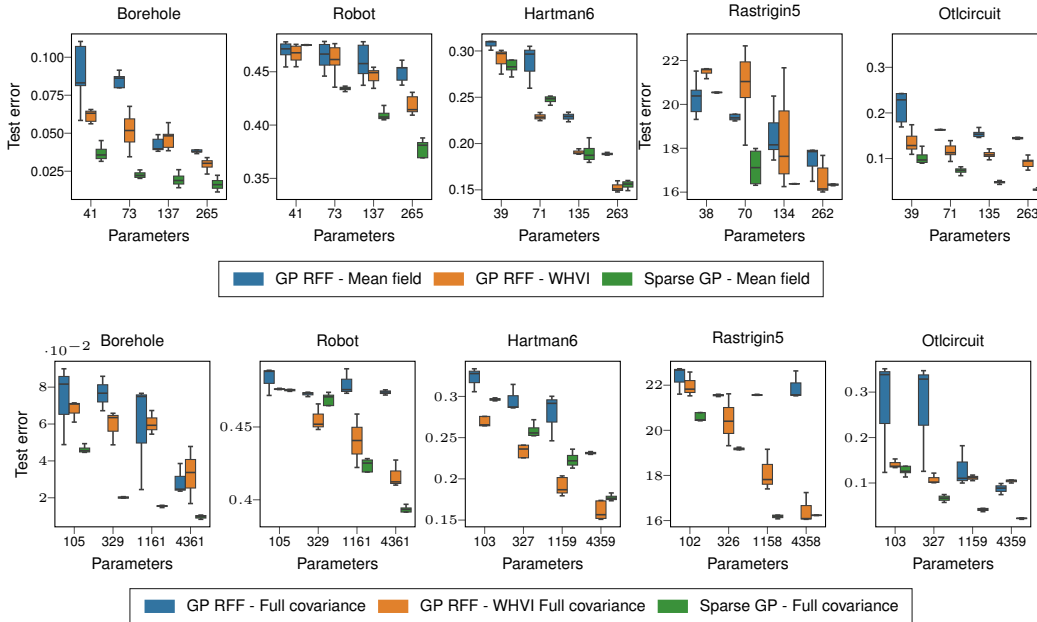 Borehole Robot Hartman6 Rastrigin5 Otlcircuit
Test error
0.100 0.075 0.050 0.025
0.45 0.40 0.35
0.30 0.25 0.20 0.15
22 20 18 16
0.3 0.2 0.1
41 73 137 265 41 73 137 265 39 71 135 263 38 70 134 262 39 71 135 263
Parameters Parameters Parameters Parameters Parameters
GP RFF - Mean field GP RFF - WHVI Sparse GP - Mean field
Borehole Robot Hartman6 Rastrigin5 Otlcircuit
·10⁻²
Test error
8 6 4 2
0.45 0.4
0.3 0.25 0.2 0.15
22 20 18 16
0.3 0.2 0.1
105 329 1161 4361 105 329 1161 4361 103 327 1159 4359 102 326 1158 4358 103 327 1159 4359
Parameters Parameters Parameters Parameters Parameters
GP RFF - Full covariance GP RFF - WHVI Full covariance Sparse GP - Full covariance